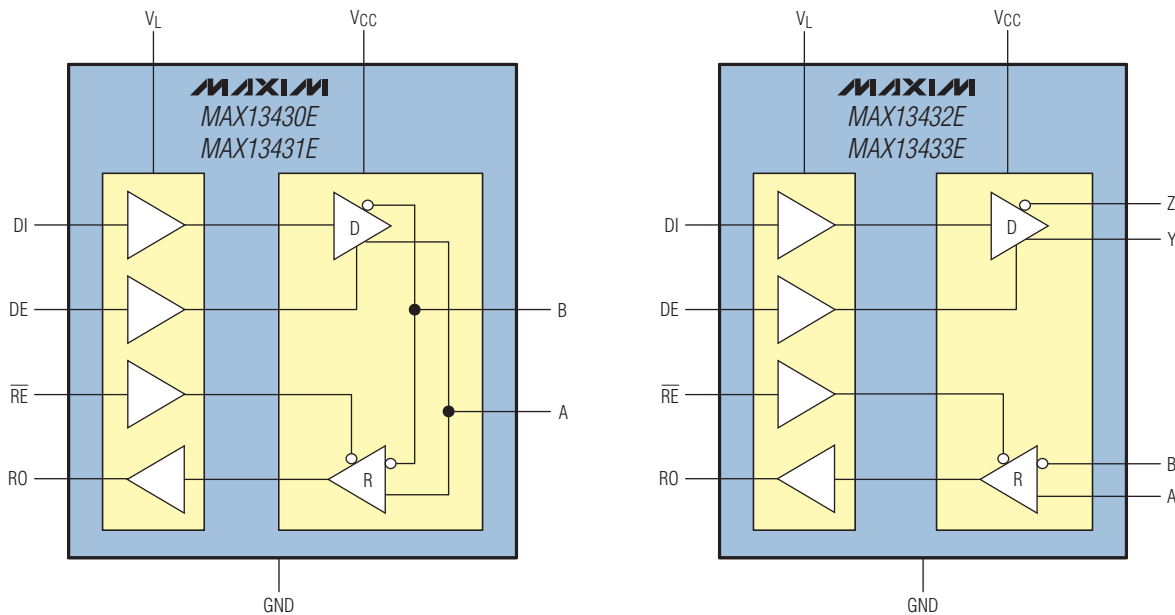 VL
VCC
MAXIM
MAX13430E
MAX13431E
DI
D
DE
B
RE
A
RO
R
GND
VL
VCC
MAXIM
MAX13432E
MAX13433E
DI
D
Z
Y
DE
RE
RO
R
B
A
GND